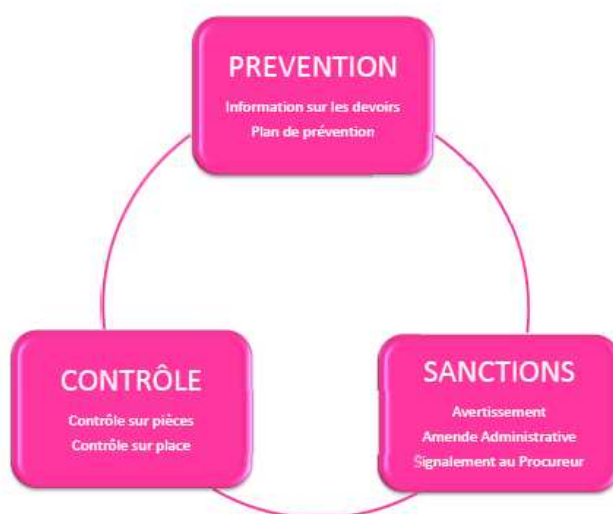 PREVENTION
Information sur les devoirs
Plan de prévention
CONTRÔLE
Contrôle sur pièces
Contrôle sur place
SANCTIONS
Avertissement
Amende Administrative
Signalement au Procureur